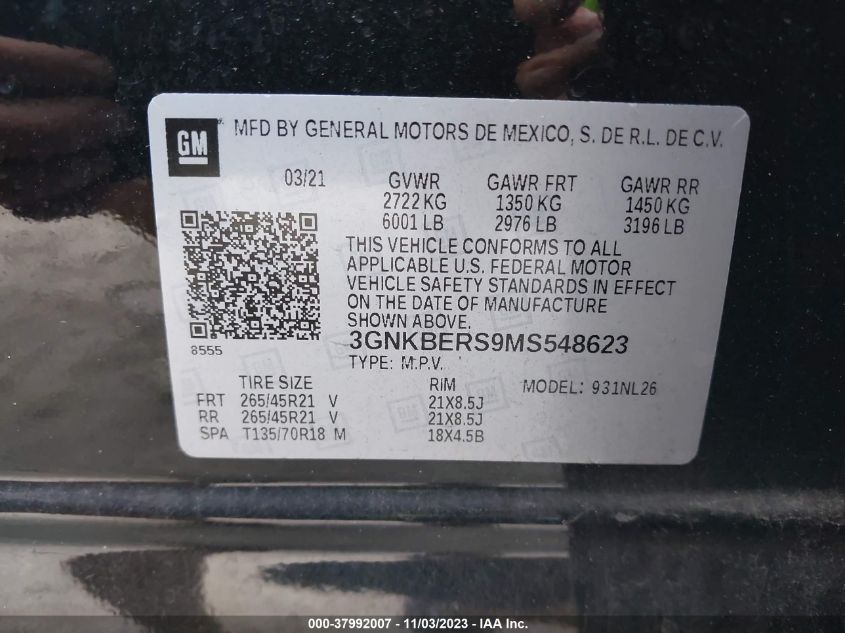 GM
MFD BY GENERAL MOTORS DE MEXICO, S. DE R.L. DE C.V.
03/21 GVWR GAWR FRT GAWR RR
2722 KG 1350 KG 1450 KG
6001 LB 2976 LB 3196 LB
THIS VEHICLE CONFORMS TO ALL
APPLICABLE U.S. FEDERAL MOTOR
VEHICLE SAFETY STANDARDS IN EFFECT
ON THE DATE OF MANUFACTURE
SHOWN ABOVE.
8555
3GNKBERS9MS548623
TYPE: M.P.V.
TIRE SIZE RIM MODEL: 931NL26
FRT 265/45R21 V 21X8.5J
RR 265/45R21 V 21X8.5J
SPA T135/70R18 M 18X4.5B
000-37992007 - 11/03/2023 - IAA Inc.